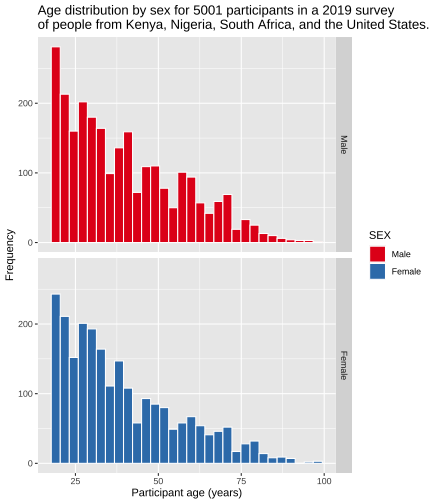 Age distribution by sex for 5001 participants in a 2019 survey
of people from Kenya, Nigeria, South Africa, and the United States.
Frequency
200
100
0
Male
200
100
0
Female
25
50
75
100
Participant age (years)
SEX
Male
Female